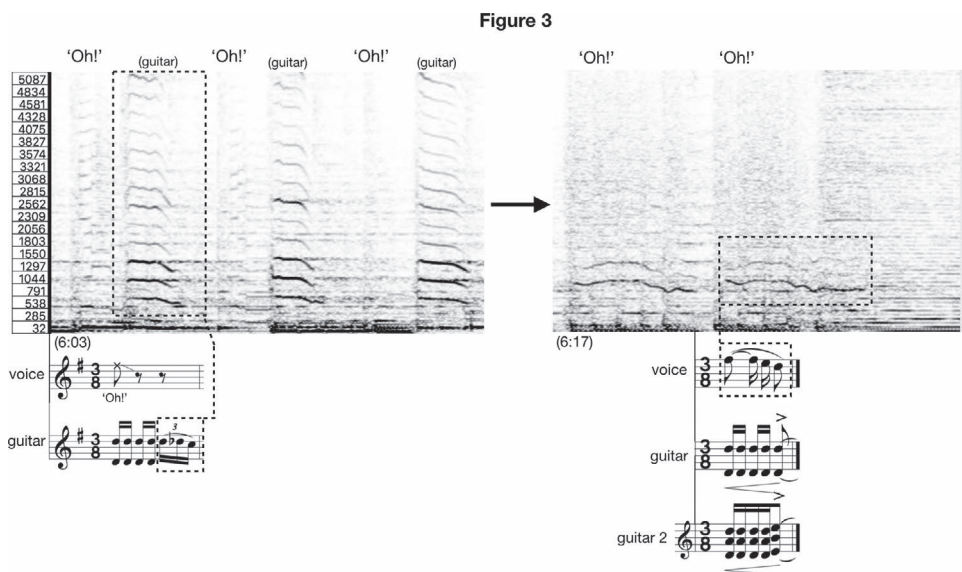 Figure 3
'Oh!' (guitar) 'Oh!' (guitar) 'Oh!' (guitar) 'Oh!' 'Oh!'
5087
4834
4581
4328
4075
3827
3574
3321
3068
2815
2562
2309
2056
1803
1550
1297
1044
791
538
285
32
(6:03) (6:17)
voice 3 8
'Oh!'
voice 3 8
guitar 3 8 3
guitar 3 8
guitar 2 3 8